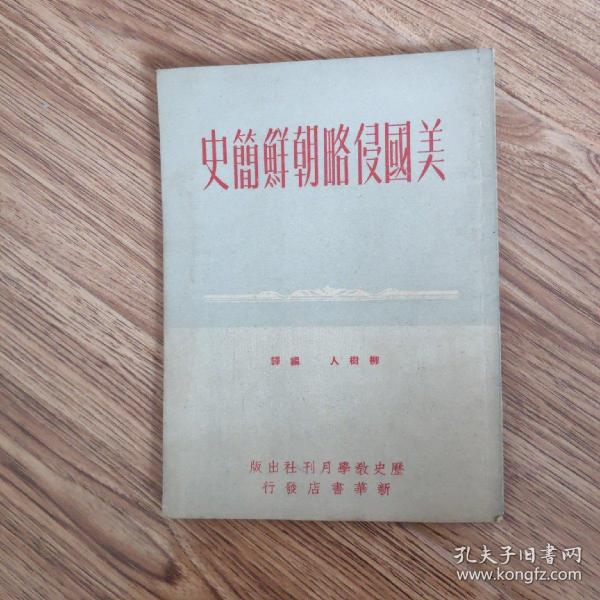 美國侵略朝鮮簡史
柳樹人 編譯
歷史教學月刊社出版
新華書店發行
孔夫子旧书网
www.kongfz.com